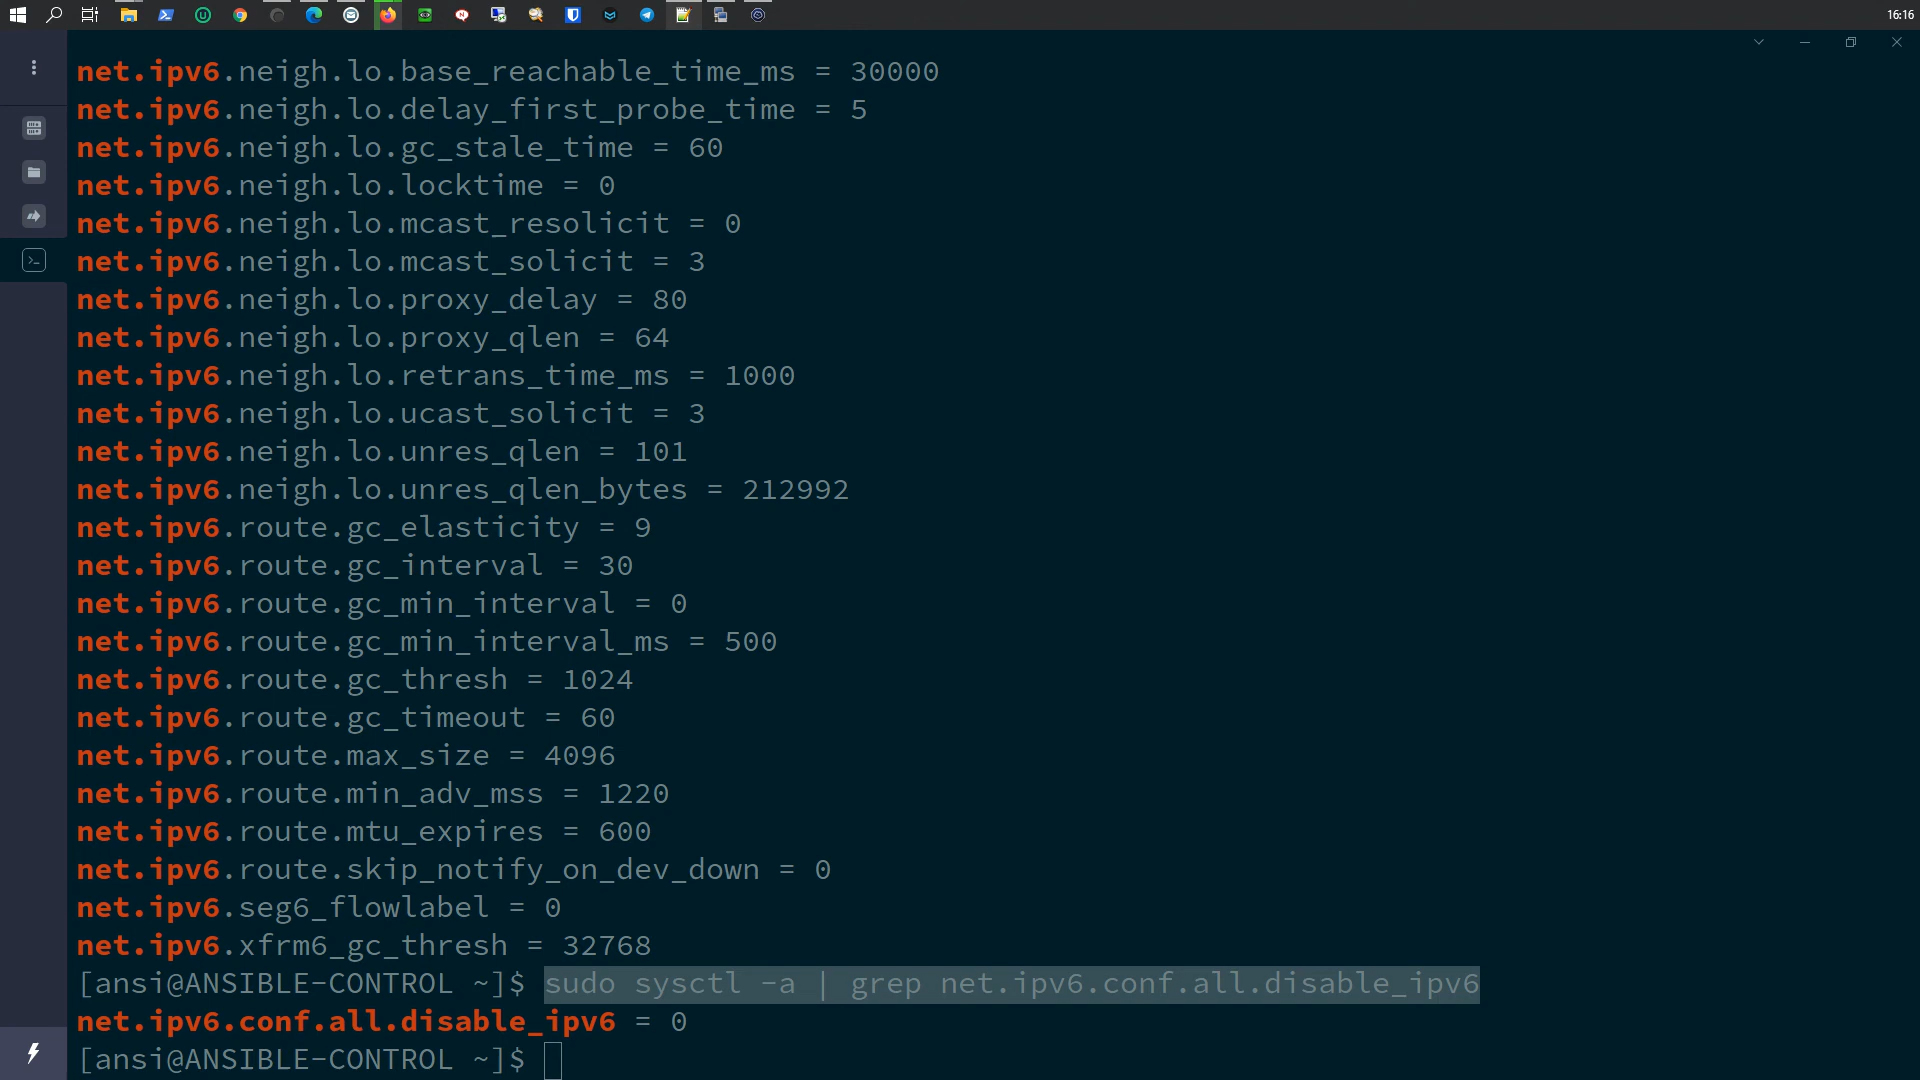 16:16
net.ipv6.neigh.lo.base_reachable_time_ms = 30000
net.ipv6.neigh.lo.delay_first_probe_time = 5
net.ipv6.neigh.lo.gc_stale_time = 60
net.ipv6.neigh.lo.locktime = 0
net.ipv6.neigh.lo.mcast_resolicit = 0
net.ipv6.neigh.lo.mcast_solicit = 3
net.ipv6.neigh.lo.proxy_delay = 80
net.ipv6.neigh.lo.proxy_qlen = 64
net.ipv6.neigh.lo.retrans_time_ms = 1000
net.ipv6.neigh.lo.ucast_solicit = 3
net.ipv6.neigh.lo.unres_qlen = 101
net.ipv6.neigh.lo.unres_qlen_bytes = 212992
net.ipv6.route.gc_elasticity = 9
net.ipv6.route.gc_interval = 30
net.ipv6.route.gc_min_interval = 0
net.ipv6.route.gc_min_interval_ms = 500
net.ipv6.route.gc_thresh = 1024
net.ipv6.route.gc_timeout = 60
net.ipv6.route.max_size = 4096
net.ipv6.route.min_adv_mss = 1220
net.ipv6.route.mtu_expires = 600
net.ipv6.route.skip_notify_on_dev_down = 0
net.ipv6.seg6_flowlabel = 0
net.ipv6.xfrm6_gc_thresh = 32768
[ansi@ANSIBLE-CONTROL ~]$ sudo sysctl -a | grep net.ipv6.conf.all.disable_ipv6
net.ipv6.conf.all.disable_ipv6 = 0
[ansi@ANSIBLE-CONTROL ~]$